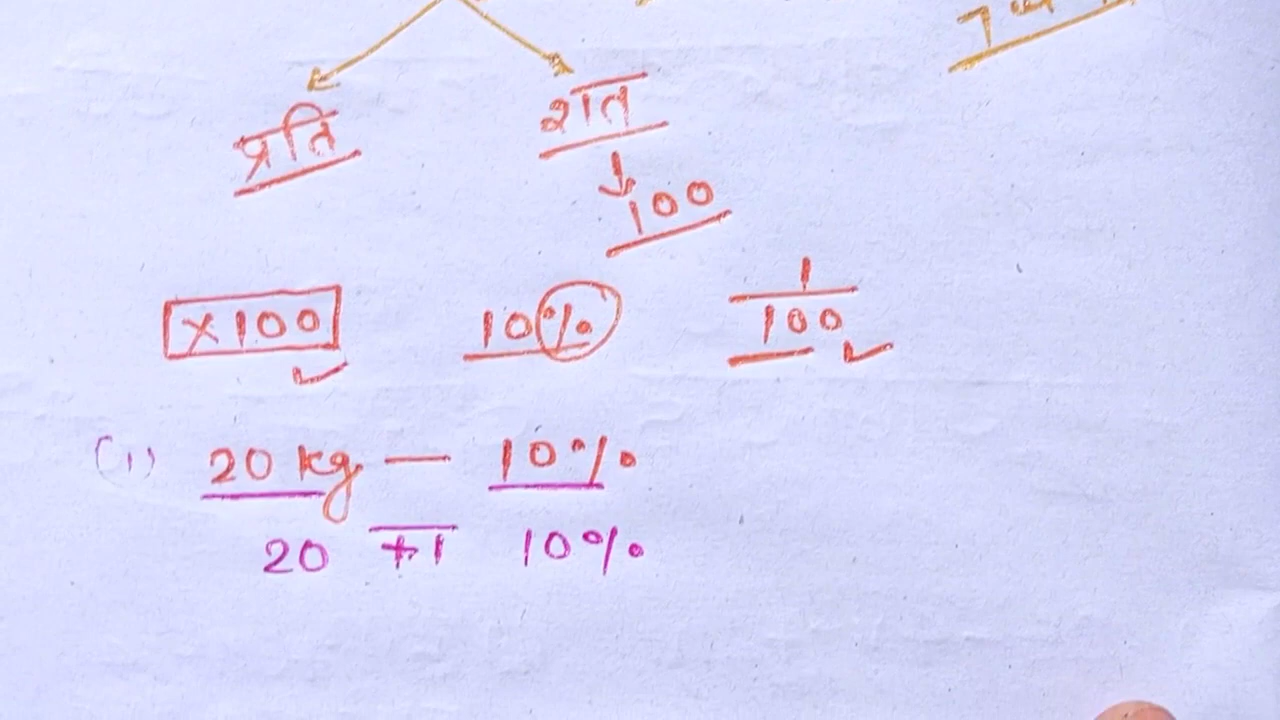 प्रति शत
100
×100 10% 1/100
(1) 20 kg — 10%
20 का 10%